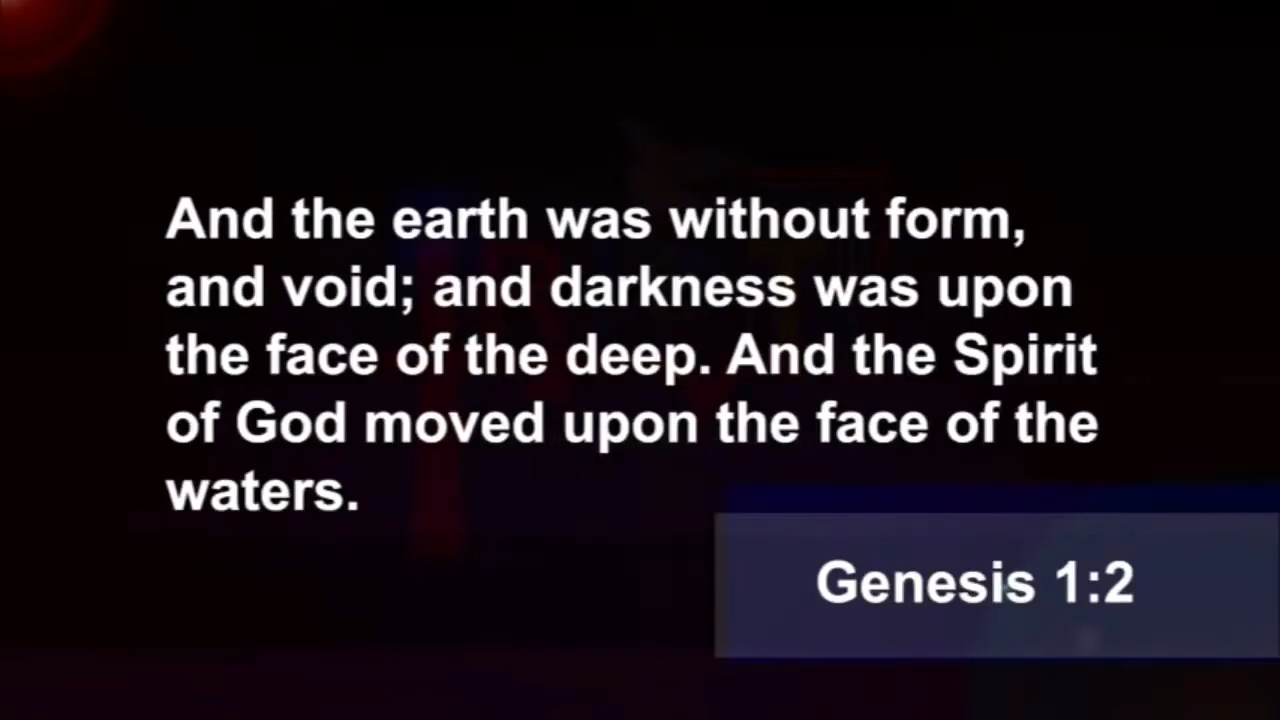 And the earth was without form,
and void; and darkness was upon
the face of the deep. And the Spirit
of God moved upon the face of the
waters.
Genesis 1:2